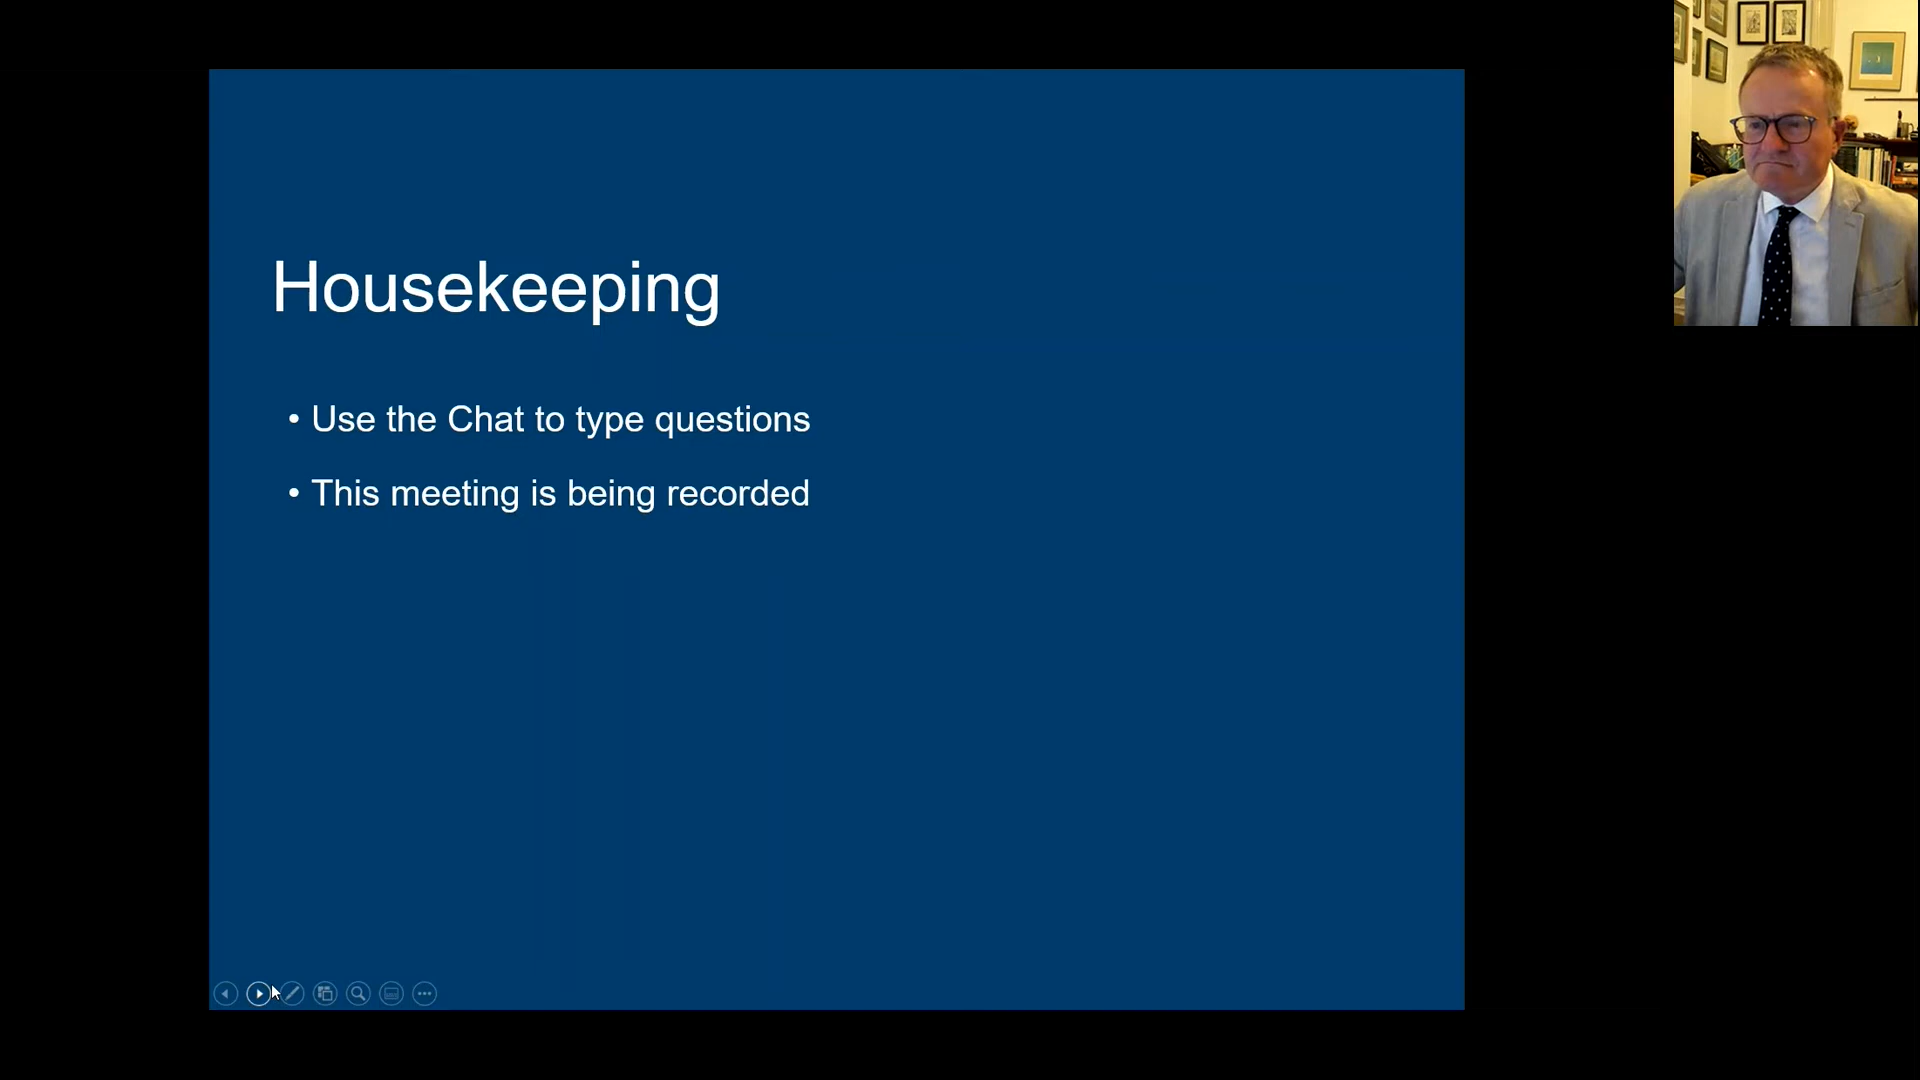 Housekeeping
• Use the Chat to type questions
• This meeting is being recorded